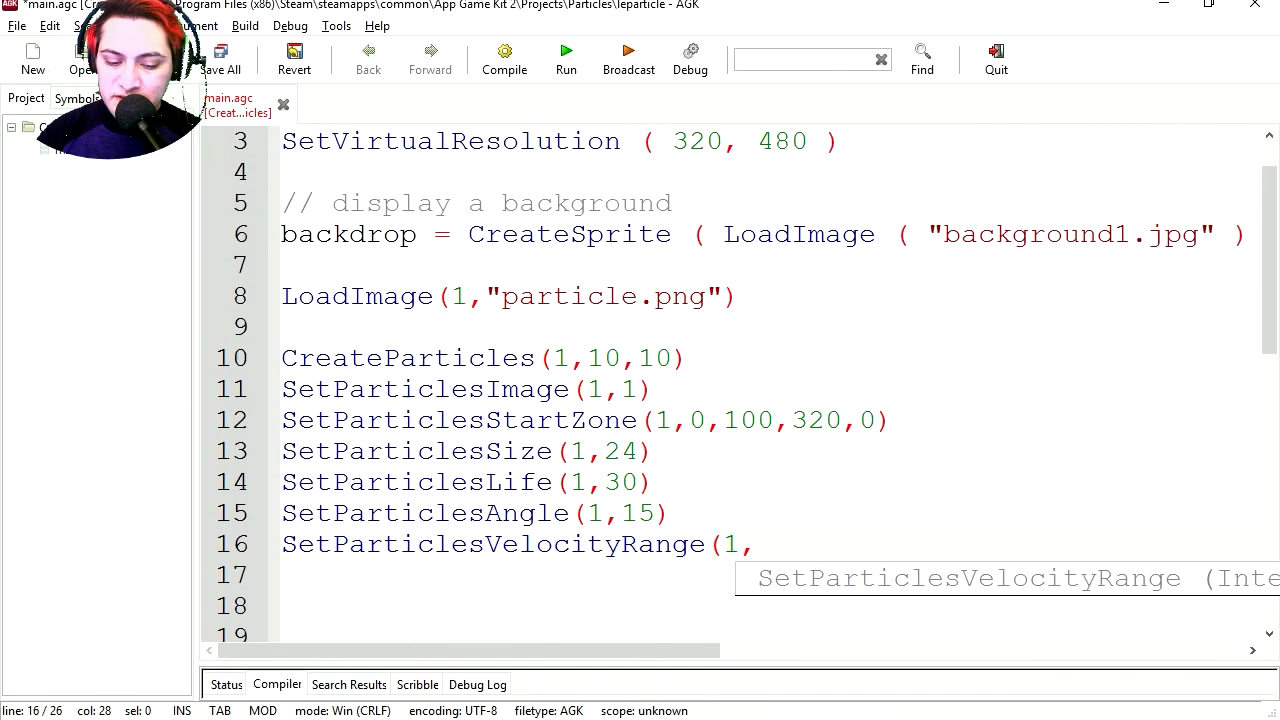 *main.agc [Crea Program Files (x86)\Steam\steamapps\common\App Game Kit 2\Projects\Particles\leparticle - AGK
File Edit Build Debug Tools Help
New Open Save All Revert Back Forward Compile Run Broadcast Debug Find Quit
Project Symbols main.agc
[Creat...icles]
3 SetVirtualResolution ( 320, 480 )
4
5 // display a background
6 backdrop = CreateSprite ( LoadImage ( "background1.jpg" )
7
8 LoadImage(1,"particle.png")
9
10 CreateParticles(1,10,10)
11 SetParticlesImage(1,1)
12 SetParticlesStartZone(1,0,100,320,0)
13 SetParticlesSize(1,24)
14 SetParticlesLife(1,30)
15 SetParticlesAngle(1,15)
16 SetParticlesVelocityRange(1,
17 SetParticlesVelocityRange (Inte
18
19
Status Compiler Search Results Scribble Debug Log
line: 16 / 26 col: 28 sel: 0 INS TAB MOD mode: Win (CRLF) encoding: UTF-8 filetype: AGK scope: unknown